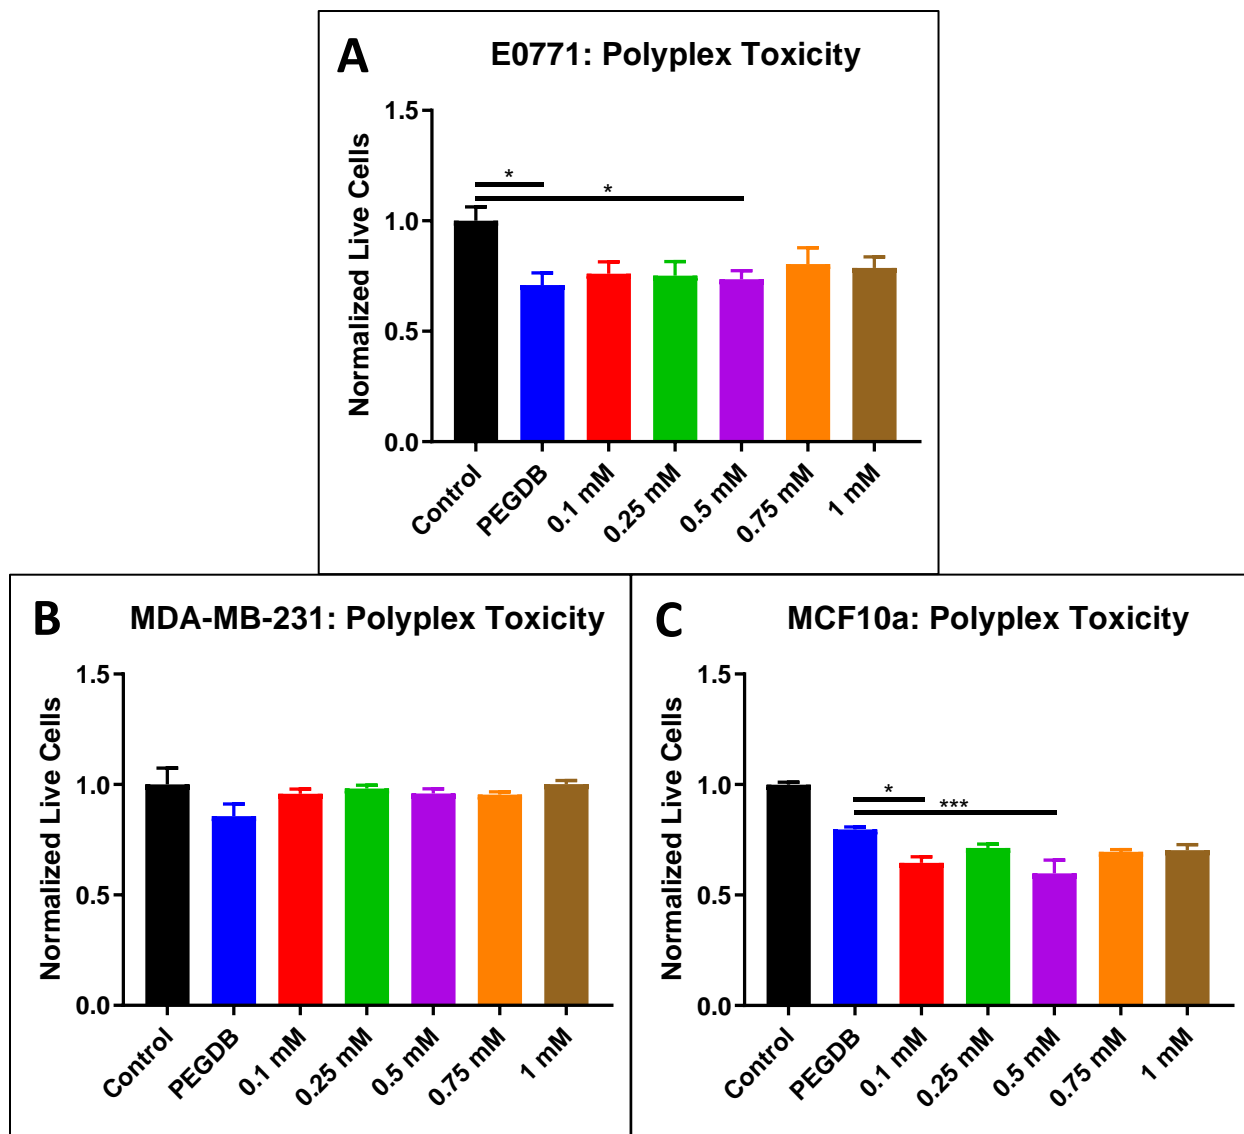 A
E0771: Polyplex Toxicity
Normalized Live Cells
1.5
1.0
0.5
0.0
*
*
Control
PEGDB
0.1 mM
0.25 mM
0.5 mM
0.75 mM
1 mM
B
MDA-MB-231: Polyplex Toxicity
Normalized Live Cells
1.5
1.0
0.5
0.0
Control
PEGDB
0.1 mM
0.25 mM
0.5 mM
0.75 mM
1 mM
C
MCF10a: Polyplex Toxicity
Normalized Live Cells
1.5
1.0
0.5
0.0
*
***
Control
PEGDB
0.1 mM
0.25 mM
0.5 mM
0.75 mM
1 mM